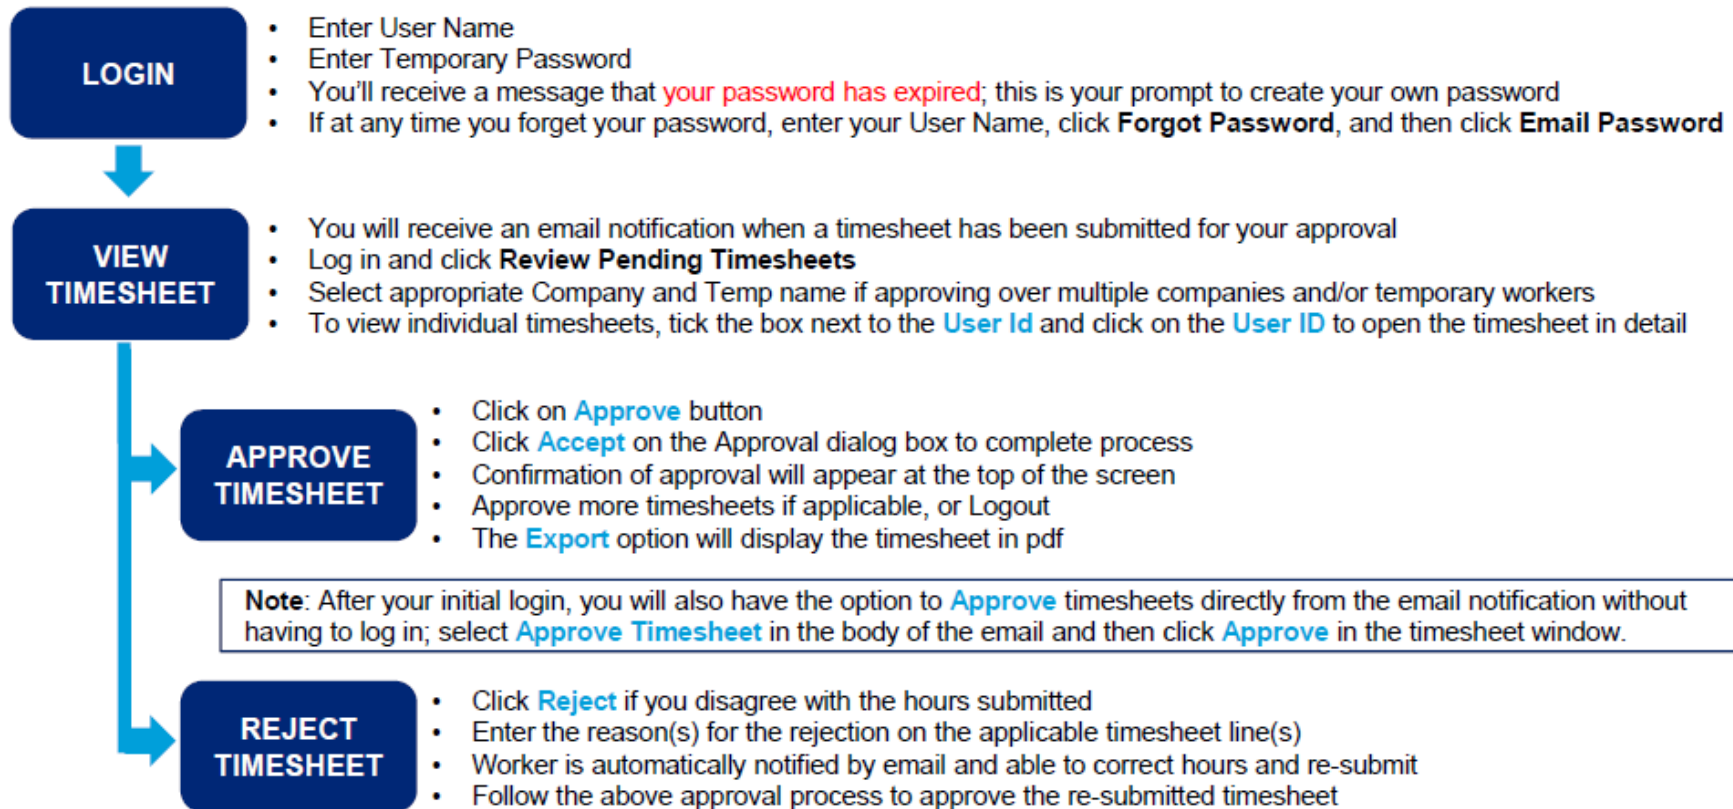 LOGIN
• Enter User Name
• Enter Temporary Password
• You'll receive a message that your password has expired; this is your prompt to create your own password
• If at any time you forget your password, enter your User Name, click Forgot Password, and then click Email Password
VIEW
TIMESHEET
• You will receive an email notification when a timesheet has been submitted for your approval
• Log in and click Review Pending Timesheets
• Select appropriate Company and Temp name if approving over multiple companies and/or temporary workers
• To view individual timesheets, tick the box next to the User Id and click on the User ID to open the timesheet in detail
APPROVE
TIMESHEET
• Click on Approve button
• Click Accept on the Approval dialog box to complete process
• Confirmation of approval will appear at the top of the screen
• Approve more timesheets if applicable, or Logout
• The Export option will display the timesheet in pdf
Note: After your initial login, you will also have the option to Approve timesheets directly from the email notification without
having to log in; select Approve Timesheet in the body of the email and then click Approve in the timesheet window.
REJECT
TIMESHEET
• Click Reject if you disagree with the hours submitted
• Enter the reason(s) for the rejection on the applicable timesheet line(s)
• Worker is automatically notified by email and able to correct hours and re-submit
• Follow the above approval process to approve the re-submitted timesheet